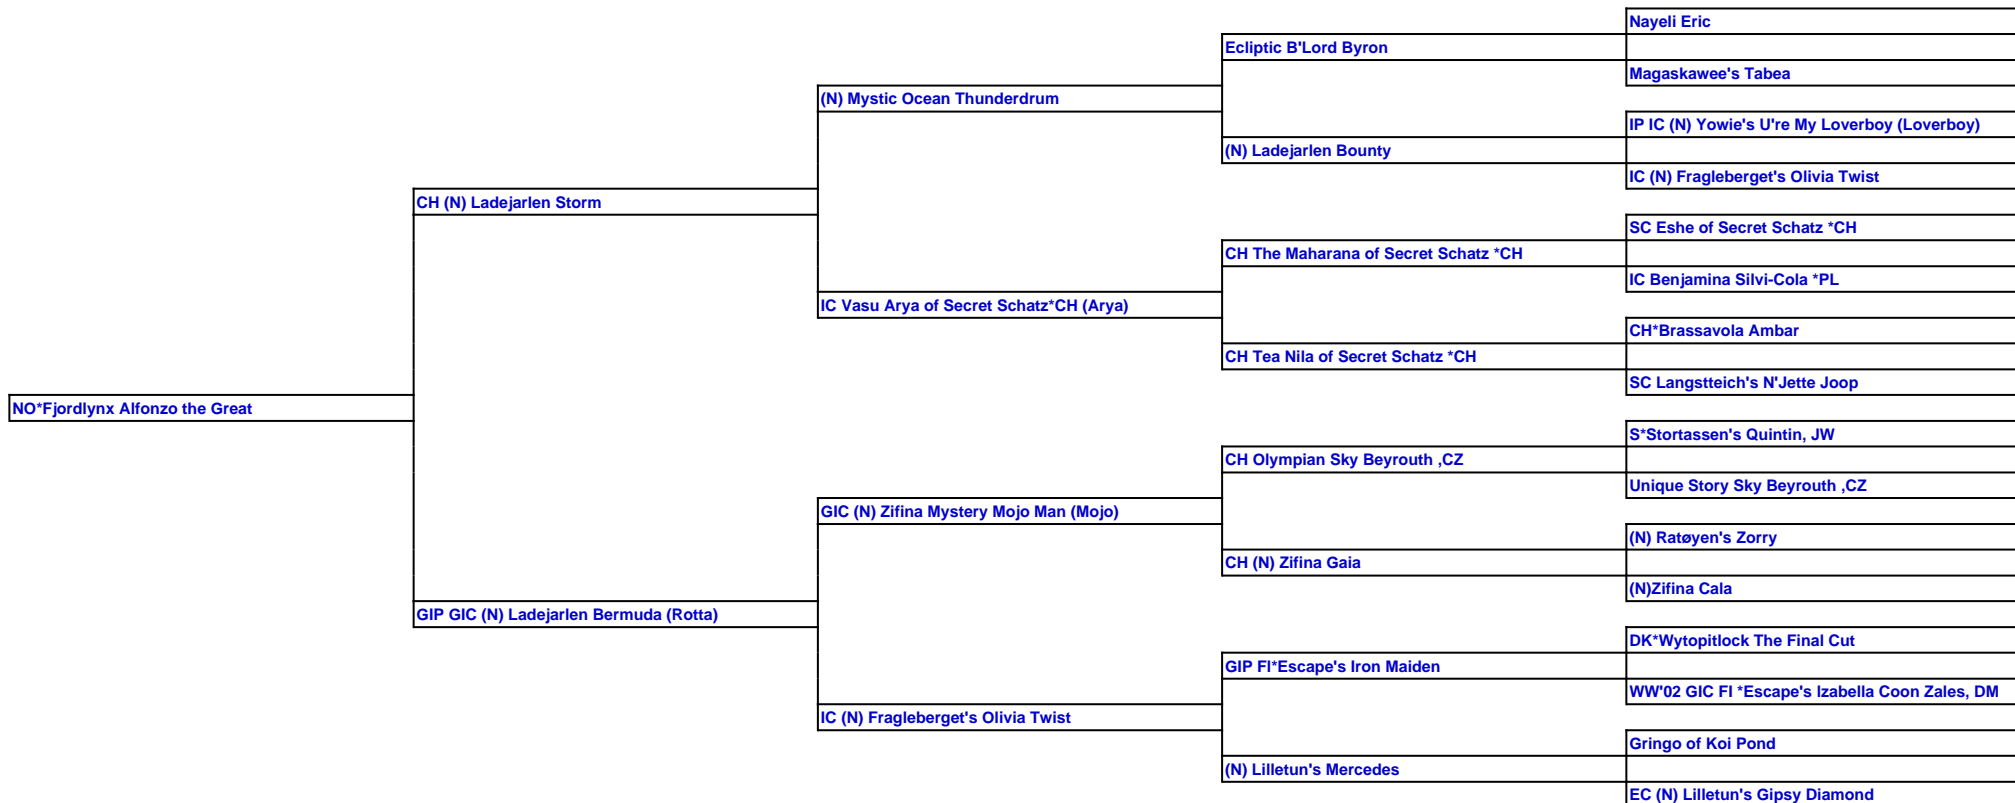 Nayeli Eric
Ecliptic B'Lord Byron
Magaskawee's Tabea
(N) Mystic Ocean Thunderdrum
IP IC (N) Yowie's U're My Loverboy (Loverboy)
(N) Ladejarlen Bounty
IC (N) Fragleberget's Olivia Twist
CH (N) Ladejarlen Storm
SC Eshe of Secret Schatz *CH
CH The Maharana of Secret Schatz *CH
IC Benjamina Silvi-Cola *PL
IC Vasu Arya of Secret Schatz*CH (Arya)
CH*Brassavola Ambar
CH Tea Nila of Secret Schatz *CH
SC Langstteich's N'Jette Joop
NO*Fjordlynx Alfonzo the Great
S*Stortassen's Quintin, JW
CH Olympian Sky Beyrouth ,CZ
Unique Story Sky Beyrouth ,CZ
GIC (N) Zifina Mystery Mojo Man (Mojo)
(N) Ratøyen's Zorry
CH (N) Zifina Gaia
(N)Zifina Cala
GIP GIC (N) Ladejarlen Bermuda (Rotta)
DK*Wytopitlock The Final Cut
GIP FI*Escape's Iron Maiden
WW'02 GIC FI *Escape's Izabella Coon Zales, DM
IC (N) Fragleberget's Olivia Twist
Gringo of Koi Pond
(N) Lilletun's Mercedes
EC (N) Lilletun's Gipsy Diamond